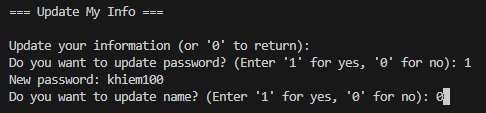 === Update My Info ===
Update your information (or '0' to return):
Do you want to update password? (Enter '1' for yes, '0' for no): 1
New password: khiem100
Do you want to update name? (Enter '1' for yes, '0' for no): 0